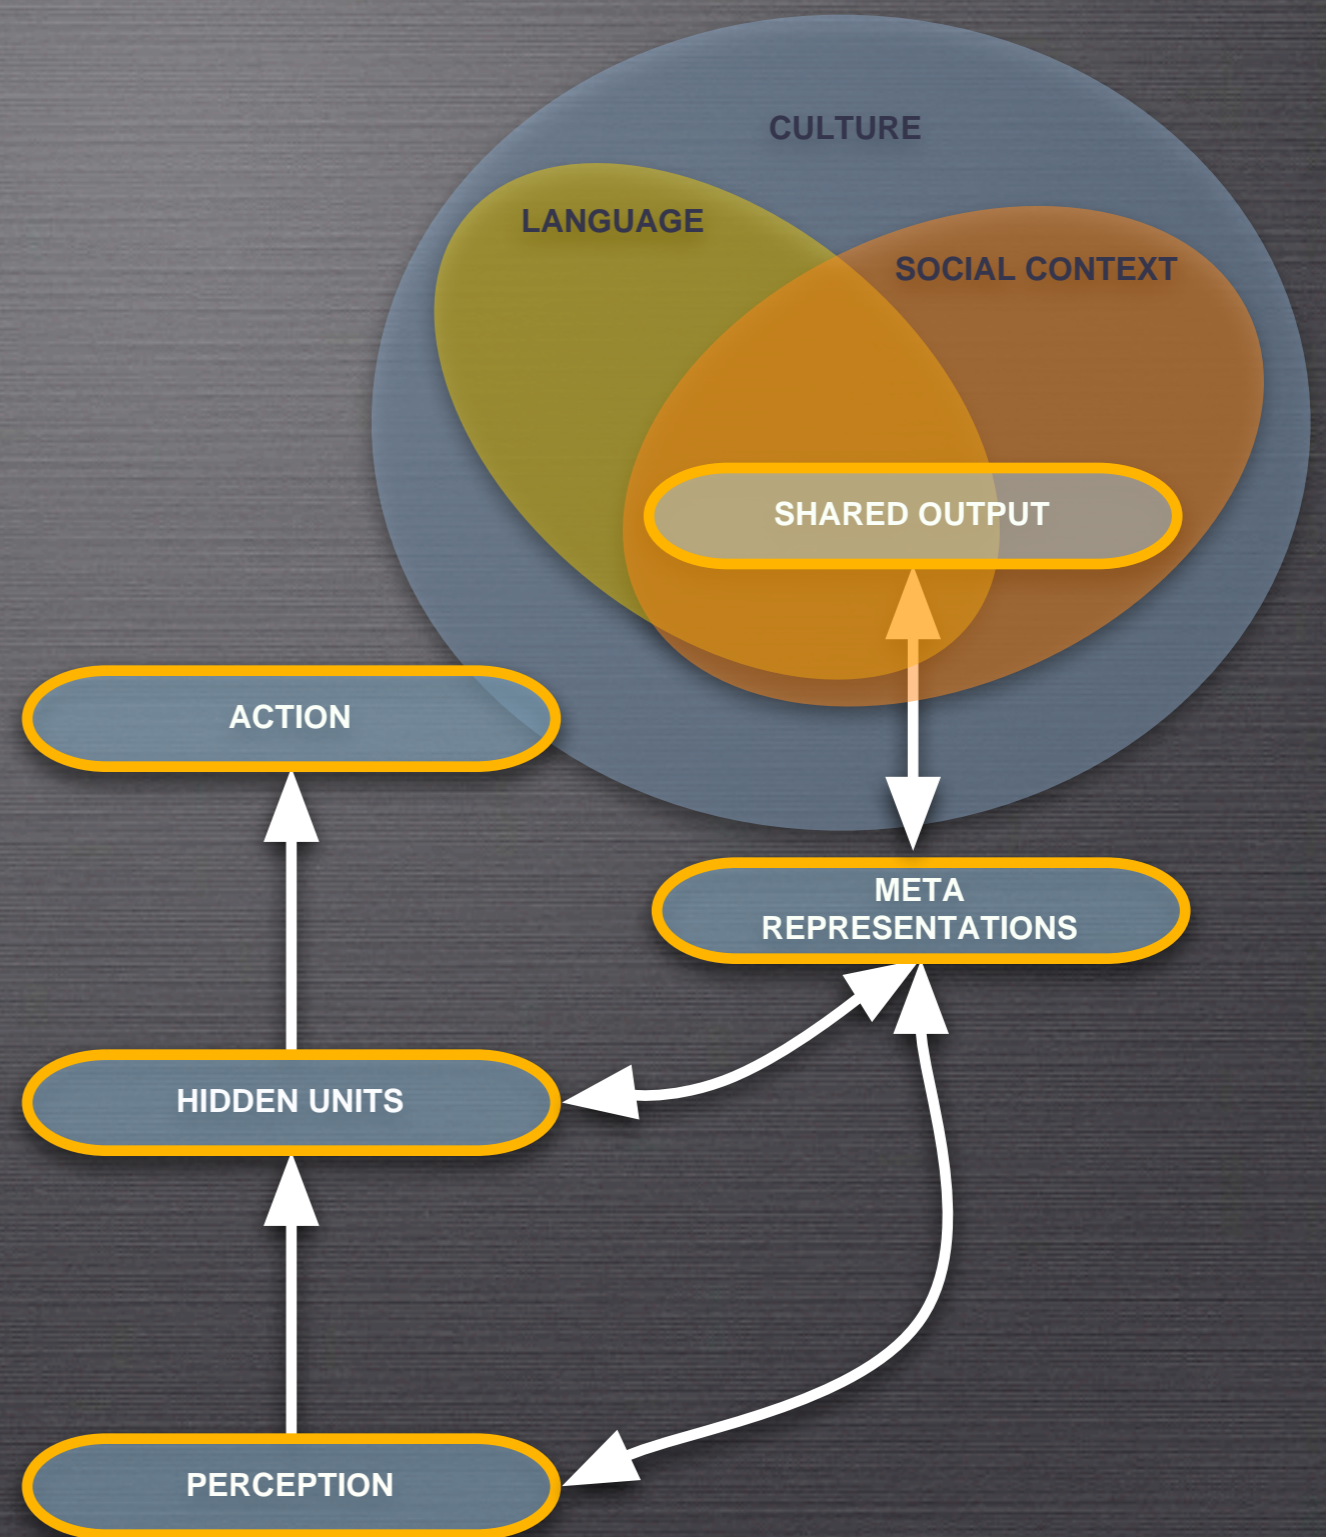 CULTURE
LANGUAGE
SOCIAL CONTEXT
SHARED OUTPUT
ACTION
META
REPRESENTATIONS
HIDDEN UNITS
PERCEPTION